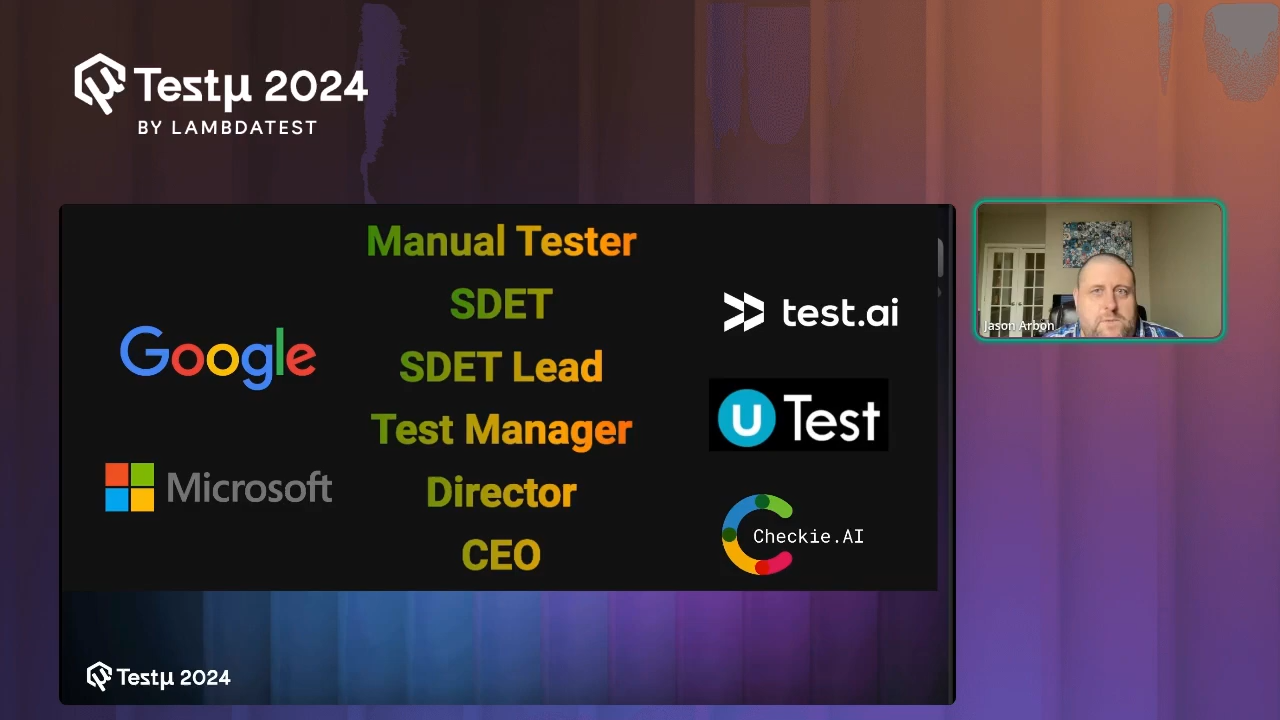 Testμ 2024
BY LAMBDATEST
Manual Tester
SDET
SDET Lead
Test Manager
Director
CEO
Google
Microsoft
test.ai
u Test
Checkie.AI
Jason Arbon
Testμ 2024